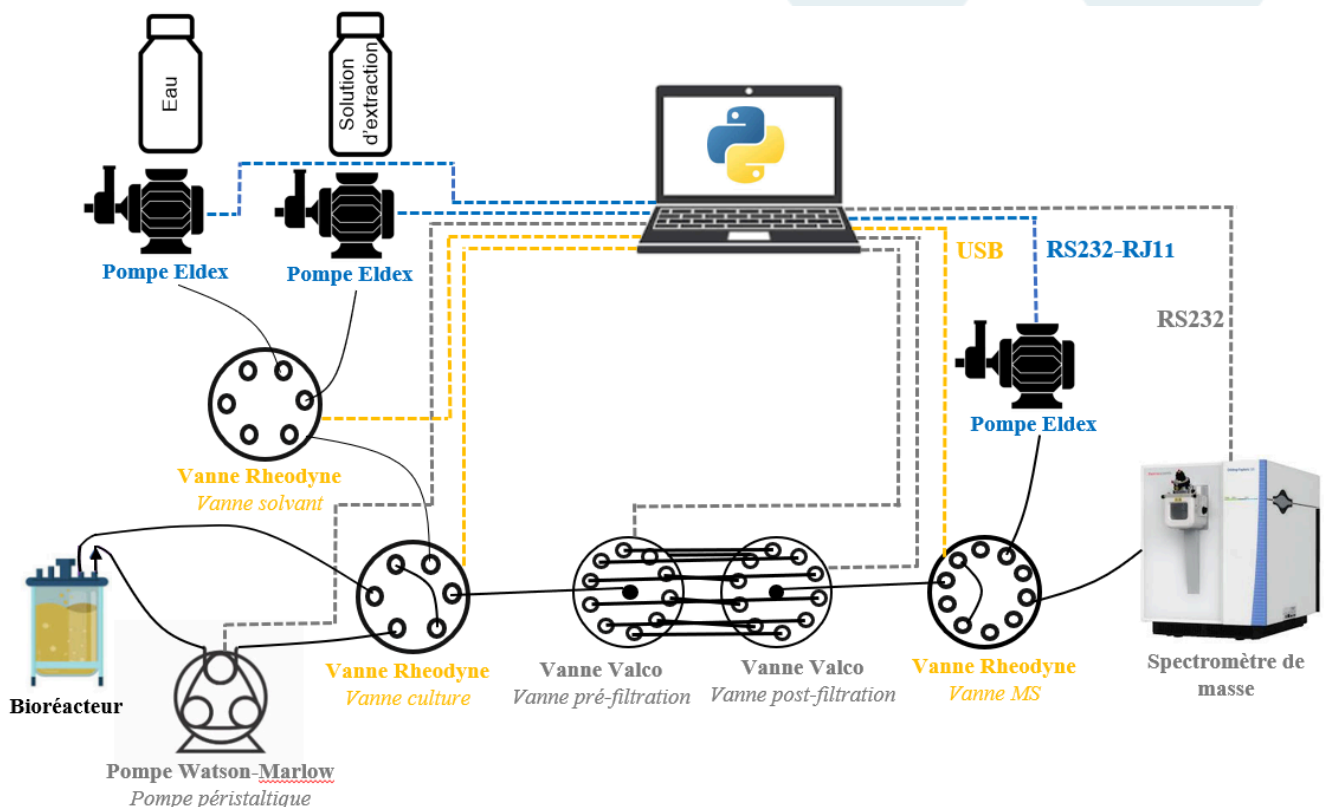 Eau
Solution
d'extraction
Pompe Eldex
Pompe Eldex
USB
RS232-RJ11
RS232
Pompe Eldex
Vanne Rheodyne
Vanne solvant
Bioréacteur
Vanne Rheodyne
Vanne culture
Vanne Valco
Vanne pré-filtration
Vanne Valco
Vanne post-filtration
Vanne Rheodyne
Vanne MS
Spectromètre de
masse
Pompe Watson-Marlow
Pompe péristaltique